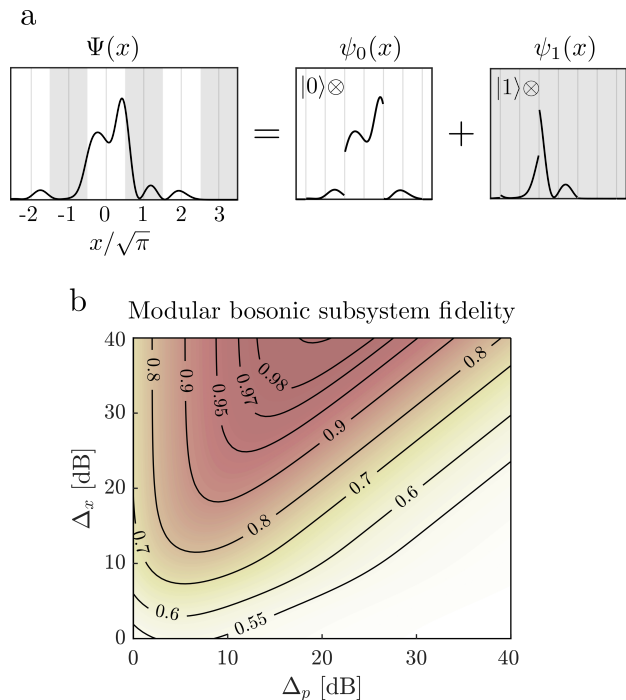 a
Ψ(x)
ψ₀(x)
ψ₁(x)
|0⟩⊗
|1⟩⊗
=
+
-2 -1 0 1 2 3
x/√π
b
Modular bosonic subsystem fidelity
40
30
20
10
0
Δₓ [dB]
0.8
0.9
0.95
0.97
0.98
0.8
0.9
0.7
0.8
0.6
0.7
0.6
0.55
0 10 20 30 40
Δₚ [dB]